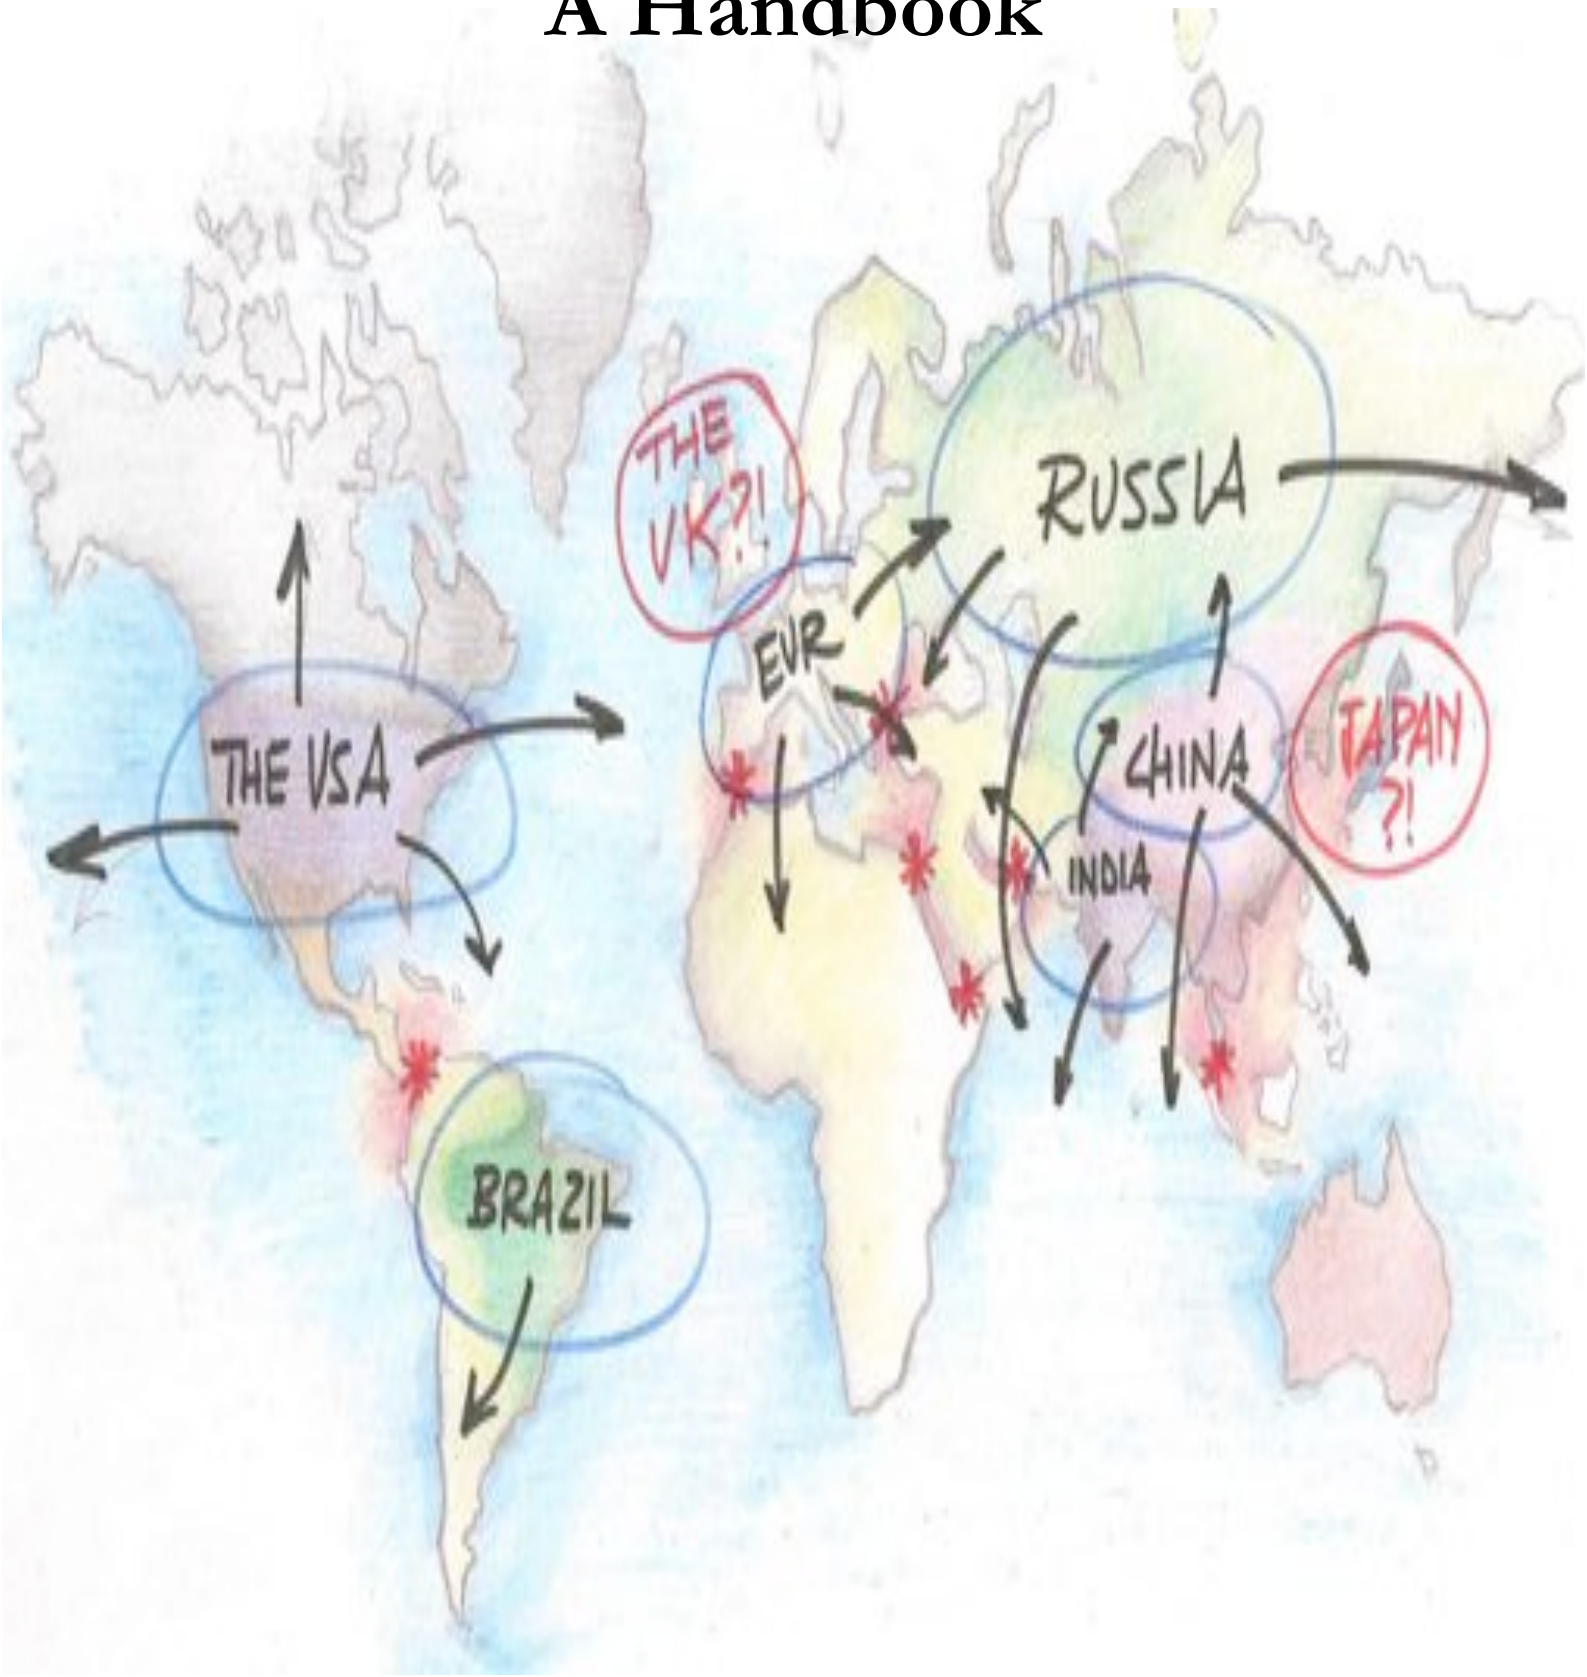 A Handbook
THE
UK?!
RUSSIA
EUR
THE USA
CHINA
JAPAN
?!
INDIA
BRAZIL